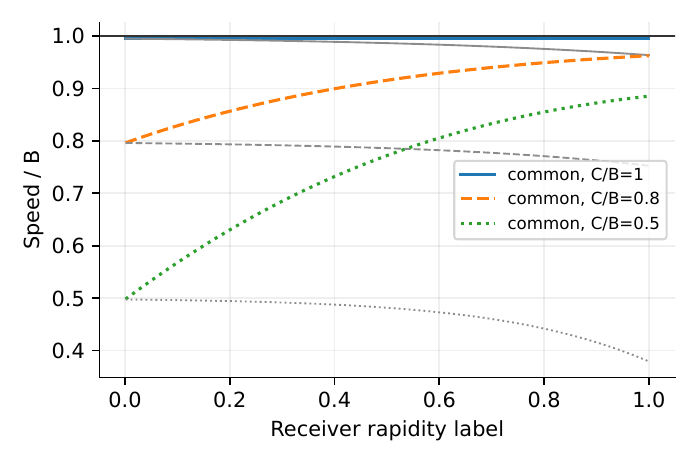 1.0
0.9
0.8
0.7
0.6
0.5
0.4
Speed / B
common, C/B=1
common, C/B=0.8
common, C/B=0.5
0.0 0.2 0.4 0.6 0.8 1.0
Receiver rapidity label